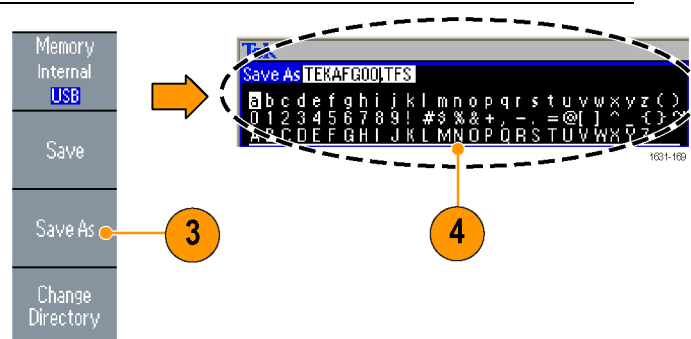 Memory
Internal
USB
Save
Save As
3
Change
Directory
Tek
Save As TEKAFG00.TFS
a b c d e f g h i j k l m n o p q r s t u v w x y z ( )
0 1 2 3 4 5 6 7 8 9 ! # $ % & + , - . = @ [ ] ^ _ { }
A B C D E F G H I J K L M N O P Q R S T U V W X Y Z
1631-169
4